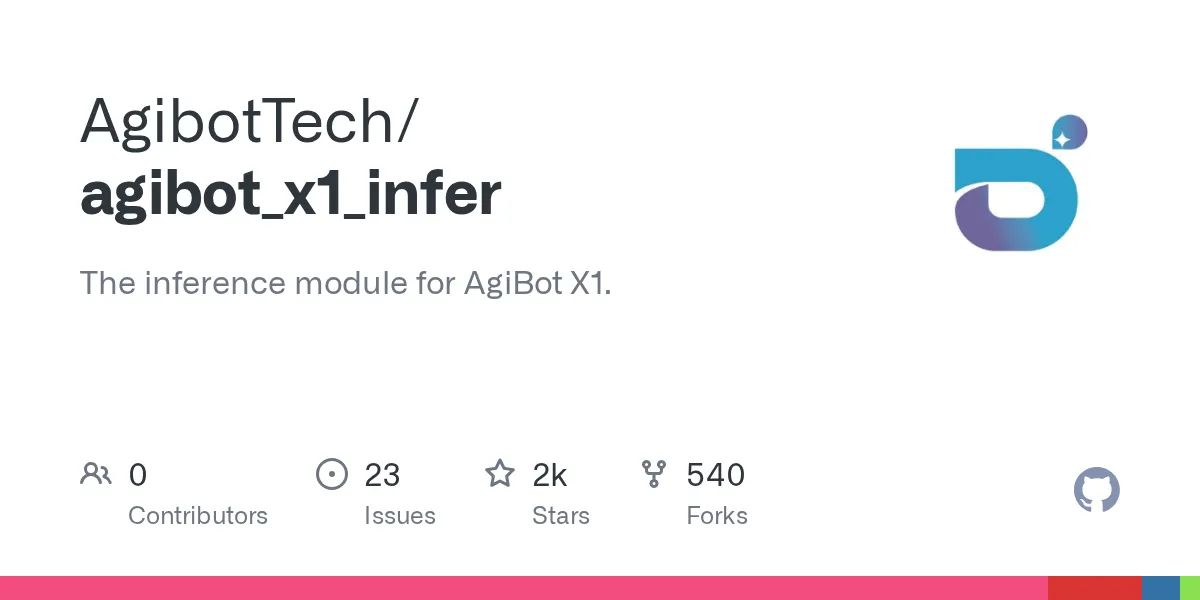 AgibotTech/
agibot_x1_infer
The inference module for AgiBot X1.
0 23 2k 540
Contributors Issues Stars Forks